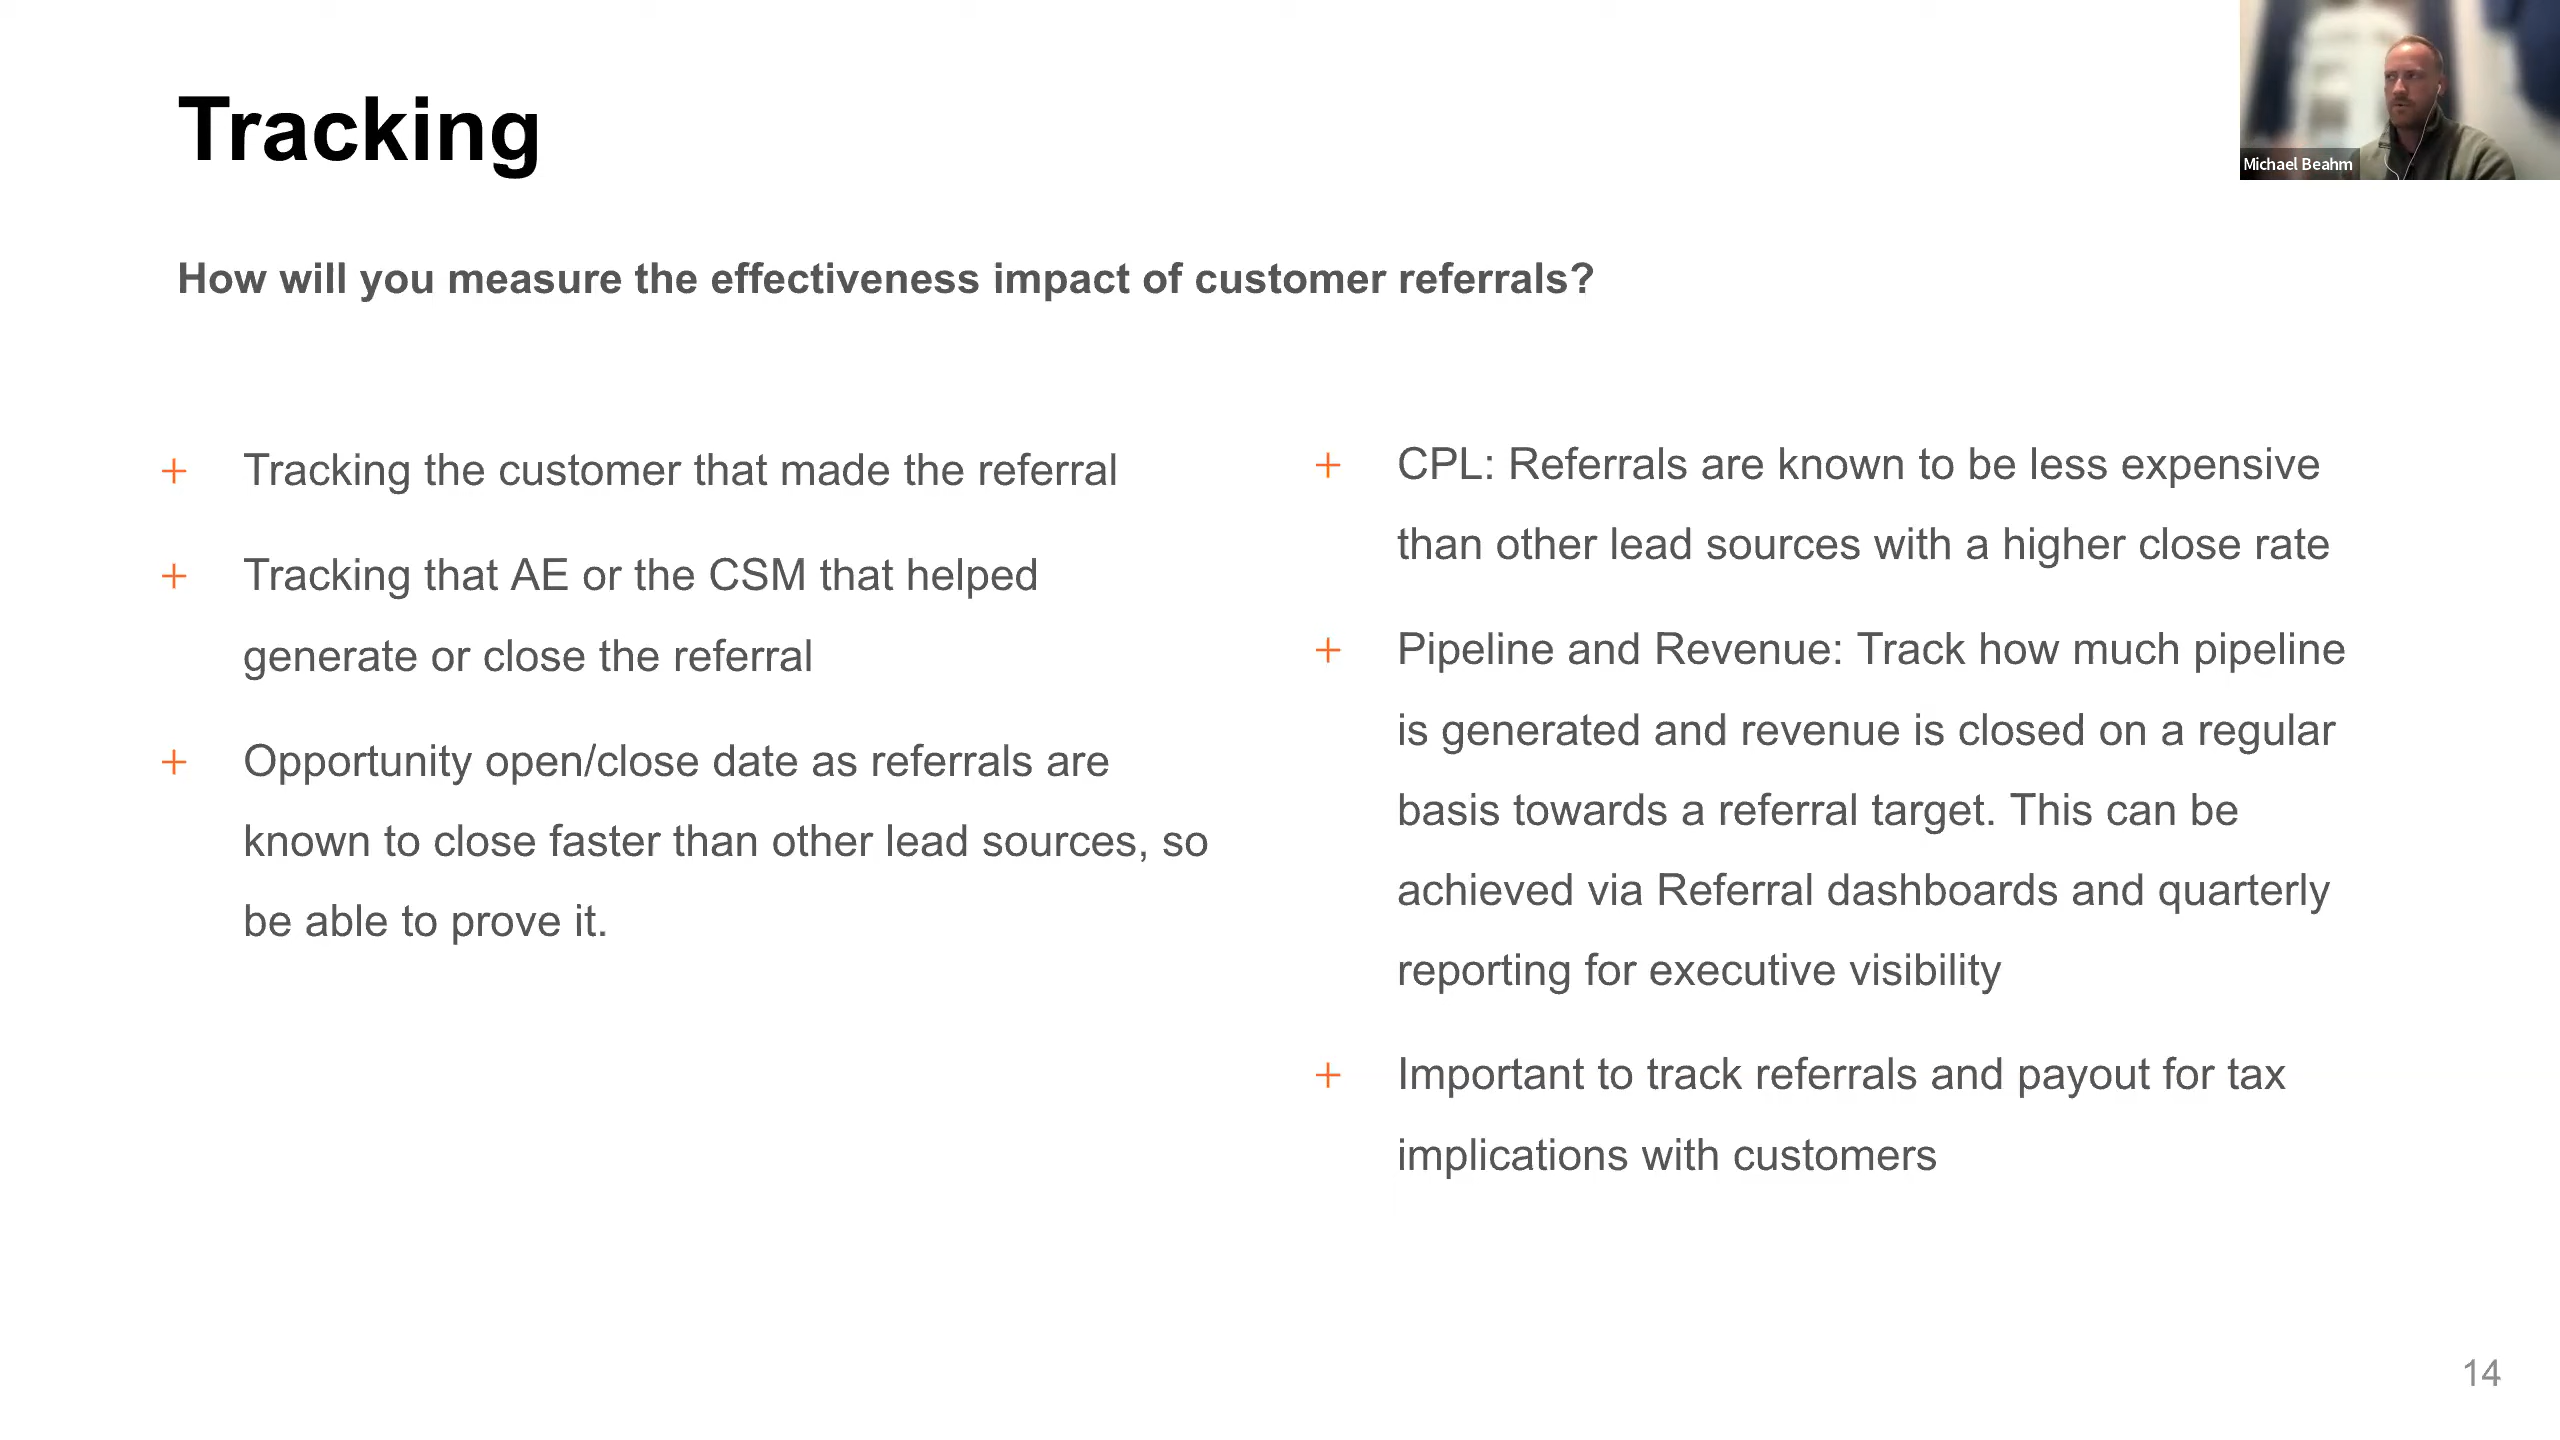 Tracking
Michael Beahm
How will you measure the effectiveness impact of customer referrals?
+ Tracking the customer that made the referral
+ Tracking that AE or the CSM that helped
generate or close the referral
+ Opportunity open/close date as referrals are
known to close faster than other lead sources, so
be able to prove it.
+ CPL: Referrals are known to be less expensive
than other lead sources with a higher close rate
+ Pipeline and Revenue: Track how much pipeline
is generated and revenue is closed on a regular
basis towards a referral target. This can be
achieved via Referral dashboards and quarterly
reporting for executive visibility
+ Important to track referrals and payout for tax
implications with customers
14